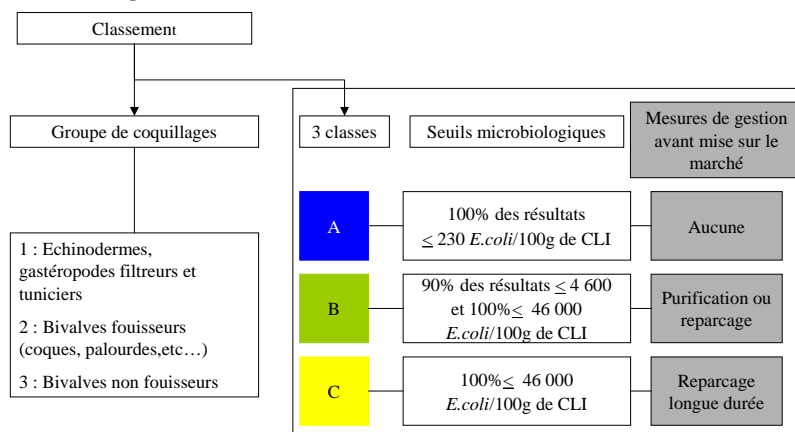 Classement
Groupe de coquillages
3 classes
Seuils microbiologiques
Mesures de gestion
avant mise sur le
marché
1 : Echinodermes,
gastéropodes filtreurs et
tuniciers
2 : Bivalves fouisseurs
(coques, palourdes,etc…)
3 : Bivalves non fouisseurs
A
100% des résultats
≤ 230 E.coli/100g de CLI
Aucune
B
90% des résultats ≤ 4 600
et 100%≤ 46 000
E.coli/100g de CLI
Purification ou
reparcage
C
100%≤ 46 000
E.coli/100g de CLI
Reparcage
longue durée